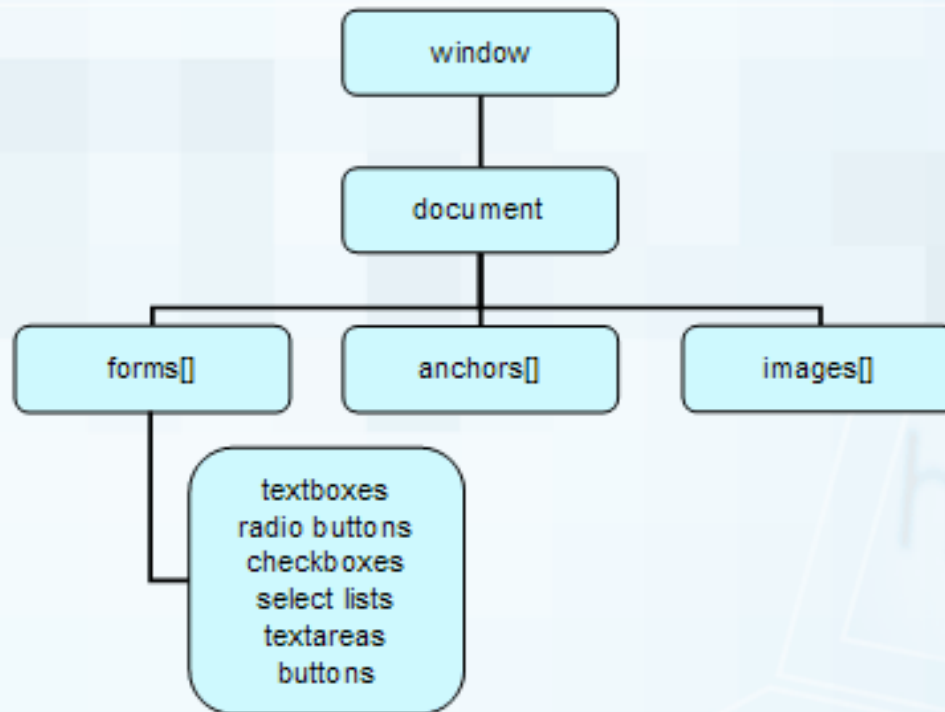 window
document
forms[]
anchors[]
images[]
textboxes
radio buttons
checkboxes
select lists
textareas
buttons